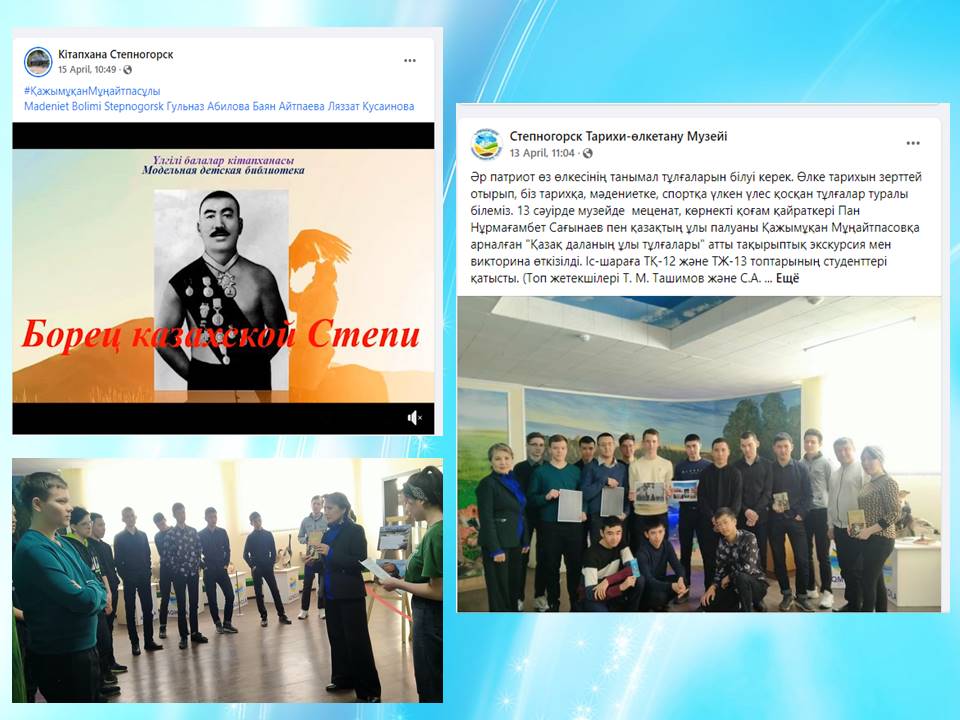 Кітапхана Степногорск
15 April, 10:49 ·
#ҚажымұқанМұңайтпасұлы
Madeniet Bolimi Stepnogorsk Гульназ Абилова Баян Айтпаева Ляззат Кусаинова
Үлгілі балалар кітапханасы
Модельная детская библиотека
Борец казахской Степи
Степногорск Тарихи-өлкетану Музейі
13 April, 11:04 ·
Әр патриот өз өлкесінің танымал тұлғаларын білуі керек. Өлке тарихын зерттей
отырып, біз тарихқа, мәдениетке, спортқа үлкен үлес қосқан тұлғалар туралы
білеміз. 13 сәуірде музейде меценат, көрнекті қоғам қайраткері Пан
Нұрмағамбет Сағынаев пен қазақтың ұлы палуаны Қажымұқан Мұңайтпасовқа
арналған "Қазақ даланың ұлы тұлғалары" атты тақырыптық экскурсия мен
викторина өткізілді. Іс-шараға ТҚ-12 және ТЖ-13 топтарының студенттері
қатысты. (Топ жетекшілері Т. М. Ташимов және С.А. ... Ещё